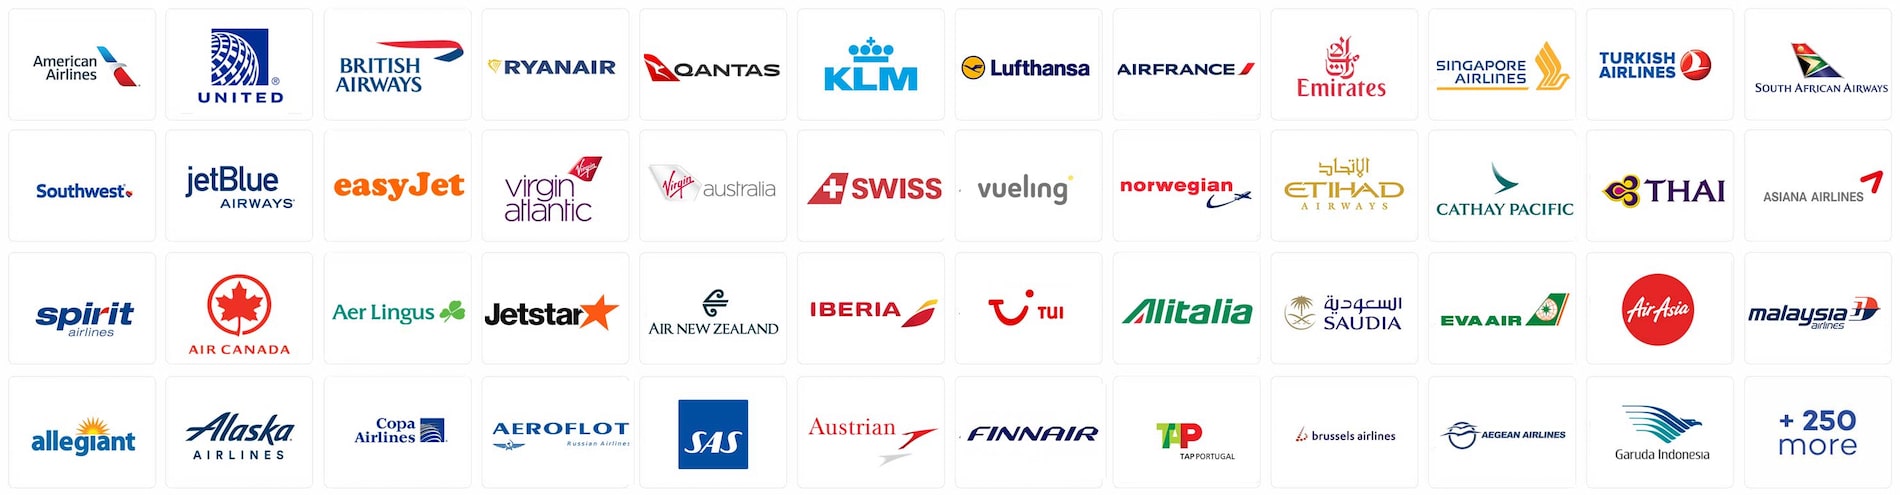 American
Airlines
UNITED
BRITISH
AIRWAYS
RYANAIR
QANTAS
KLM
Lufthansa
AIRFRANCE
Emirates
SINGAPORE
AIRLINES
TURKISH
AIRLINES
SOUTH AFRICAN AIRWAYS
Southwest
jetBlue
AIRWAYS
easyJet
Virgin
virgin
atlantic
Virgin
australia
SWISS
vueling
norwegian
الإتحاد
ETIHAD
AIRWAYS
CATHAY PACIFIC
THAI
ASIANA AIRLINES
spirit
airlines
AIR CANADA
Aer Lingus
Jetstar
AIR NEW ZEALAND
IBERIA
TUI
Alitalia
السعودية
SAUDIA
EVA AIR
AirAsia
malaysia
airlines
allegiant
Alaska
AIRLINES
Copa
Airlines
AEROFLOT
Russian Airlines
SAS
Austrian
FINNAIR
TAP
TAP PORTUGAL
brussels airlines
AEGEAN AIRLINES
Garuda Indonesia
+ 250
more